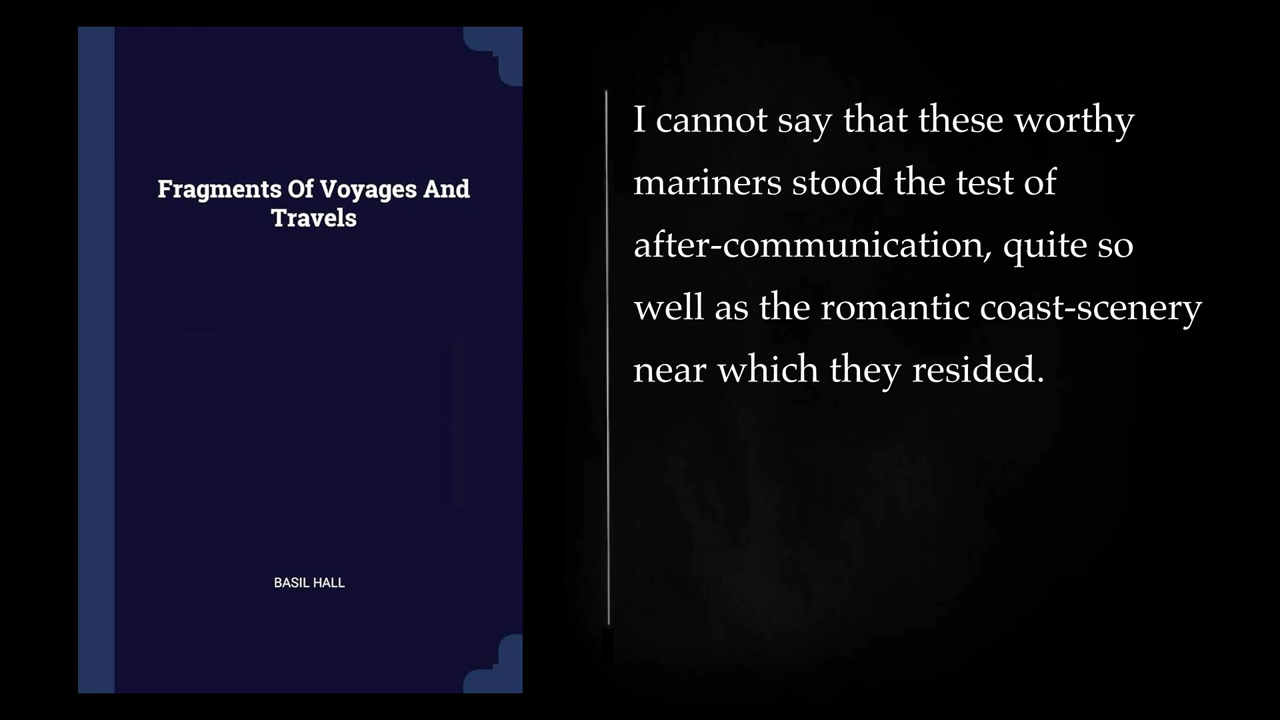 Fragments Of Voyages And
Travels
BASIL HALL
I cannot say that these worthy
mariners stood the test of
after-communication, quite so
well as the romantic coast-scenery
near which they resided.